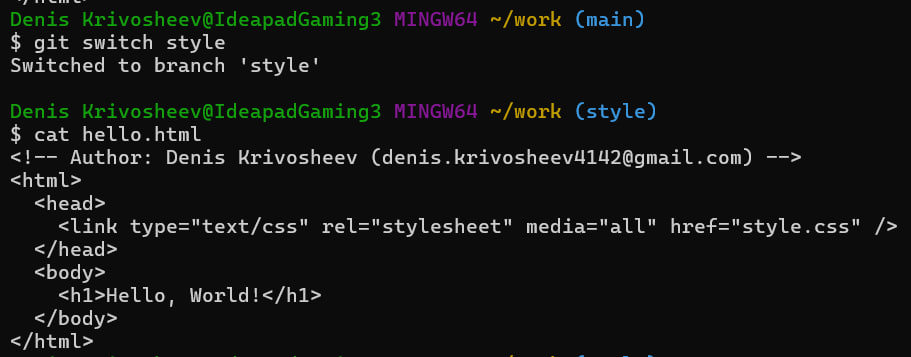 </html>
Denis Krivosheev@IdeapadGaming3 MINGW64 ~/work (main)
$ git switch style
Switched to branch 'style'

Denis Krivosheev@IdeapadGaming3 MINGW64 ~/work (style)
$ cat hello.html
<!-- Author: Denis Krivosheev (denis.krivosheev4142@gmail.com) -->
<html>
  <head>
    <link type="text/css" rel="stylesheet" media="all" href="style.css" />
  </head>
  <body>
    <h1>Hello, World!</h1>
  </body>
</html>